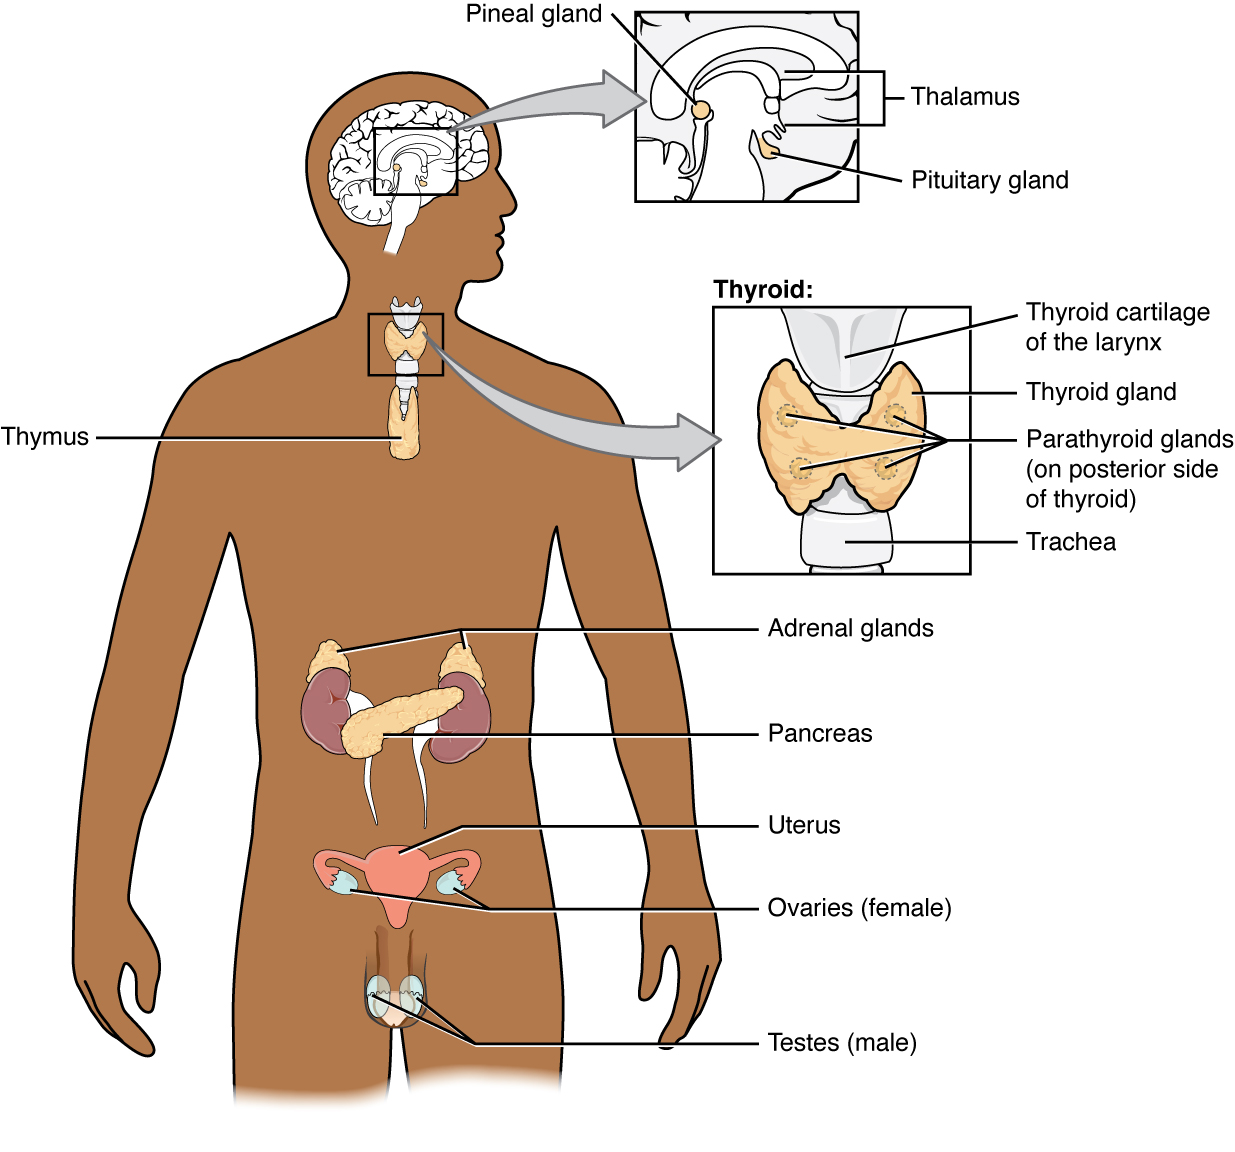 Pineal gland
Thalamus
Pituitary gland
Thyroid:
Thyroid cartilage
of the larynx
Thyroid gland
Parathyroid glands
(on posterior side
of thyroid)
Trachea
Thymus
Adrenal glands
Pancreas
Uterus
Ovaries (female)
Testes (male)